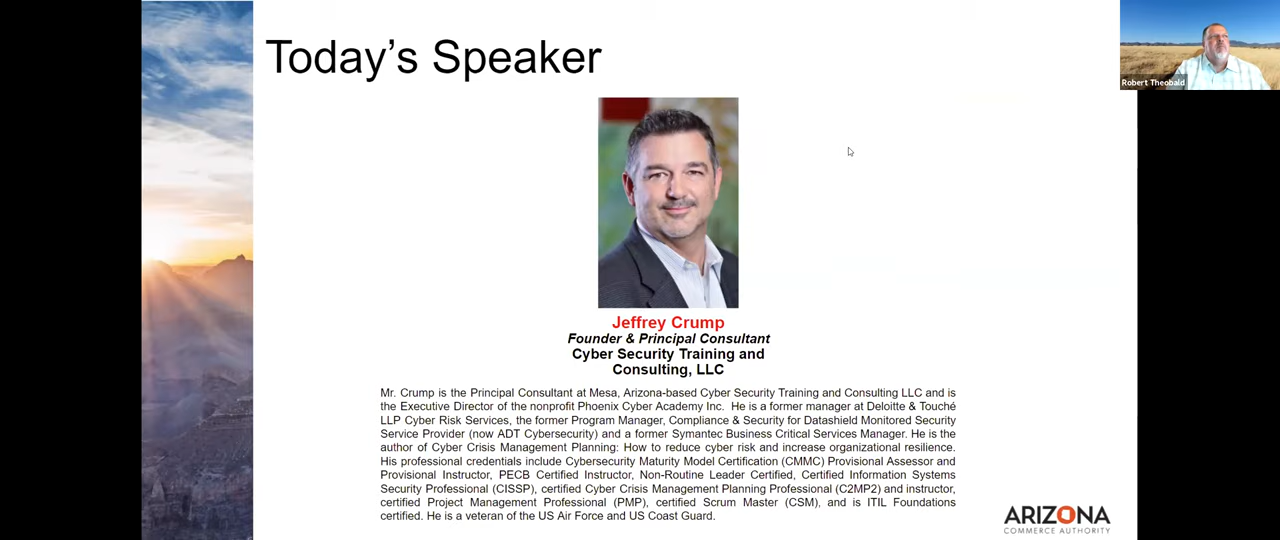 Today’s Speaker
Robert Theobald
Jeffrey Crump
Founder & Principal Consultant
Cyber Security Training and
Consulting, LLC
Mr. Crump is the Principal Consultant at Mesa, Arizona-based Cyber Security Training and Consulting LLC and is
the Executive Director of the nonprofit Phoenix Cyber Academy Inc. He is a former manager at Deloitte & Touché
LLP Cyber Risk Services, the former Program Manager, Compliance & Security for Datashield Monitored Security
Service Provider (now ADT Cybersecurity) and a former Symantec Business Critical Services Manager. He is the
author of Cyber Crisis Management Planning: How to reduce cyber risk and increase organizational resilience.
His professional credentials include Cybersecurity Maturity Model Certification (CMMC) Provisional Assessor and
Provisional Instructor, PECB Certified Instructor, Non-Routine Leader Certified, Certified Information Systems
Security Professional (CISSP), certified Cyber Crisis Management Planning Professional (C2MP2) and instructor,
certified Project Management Professional (PMP), certified Scrum Master (CSM), and is ITIL Foundations
certified. He is a veteran of the US Air Force and US Coast Guard.
ARIZONA
COMMERCE AUTHORITY